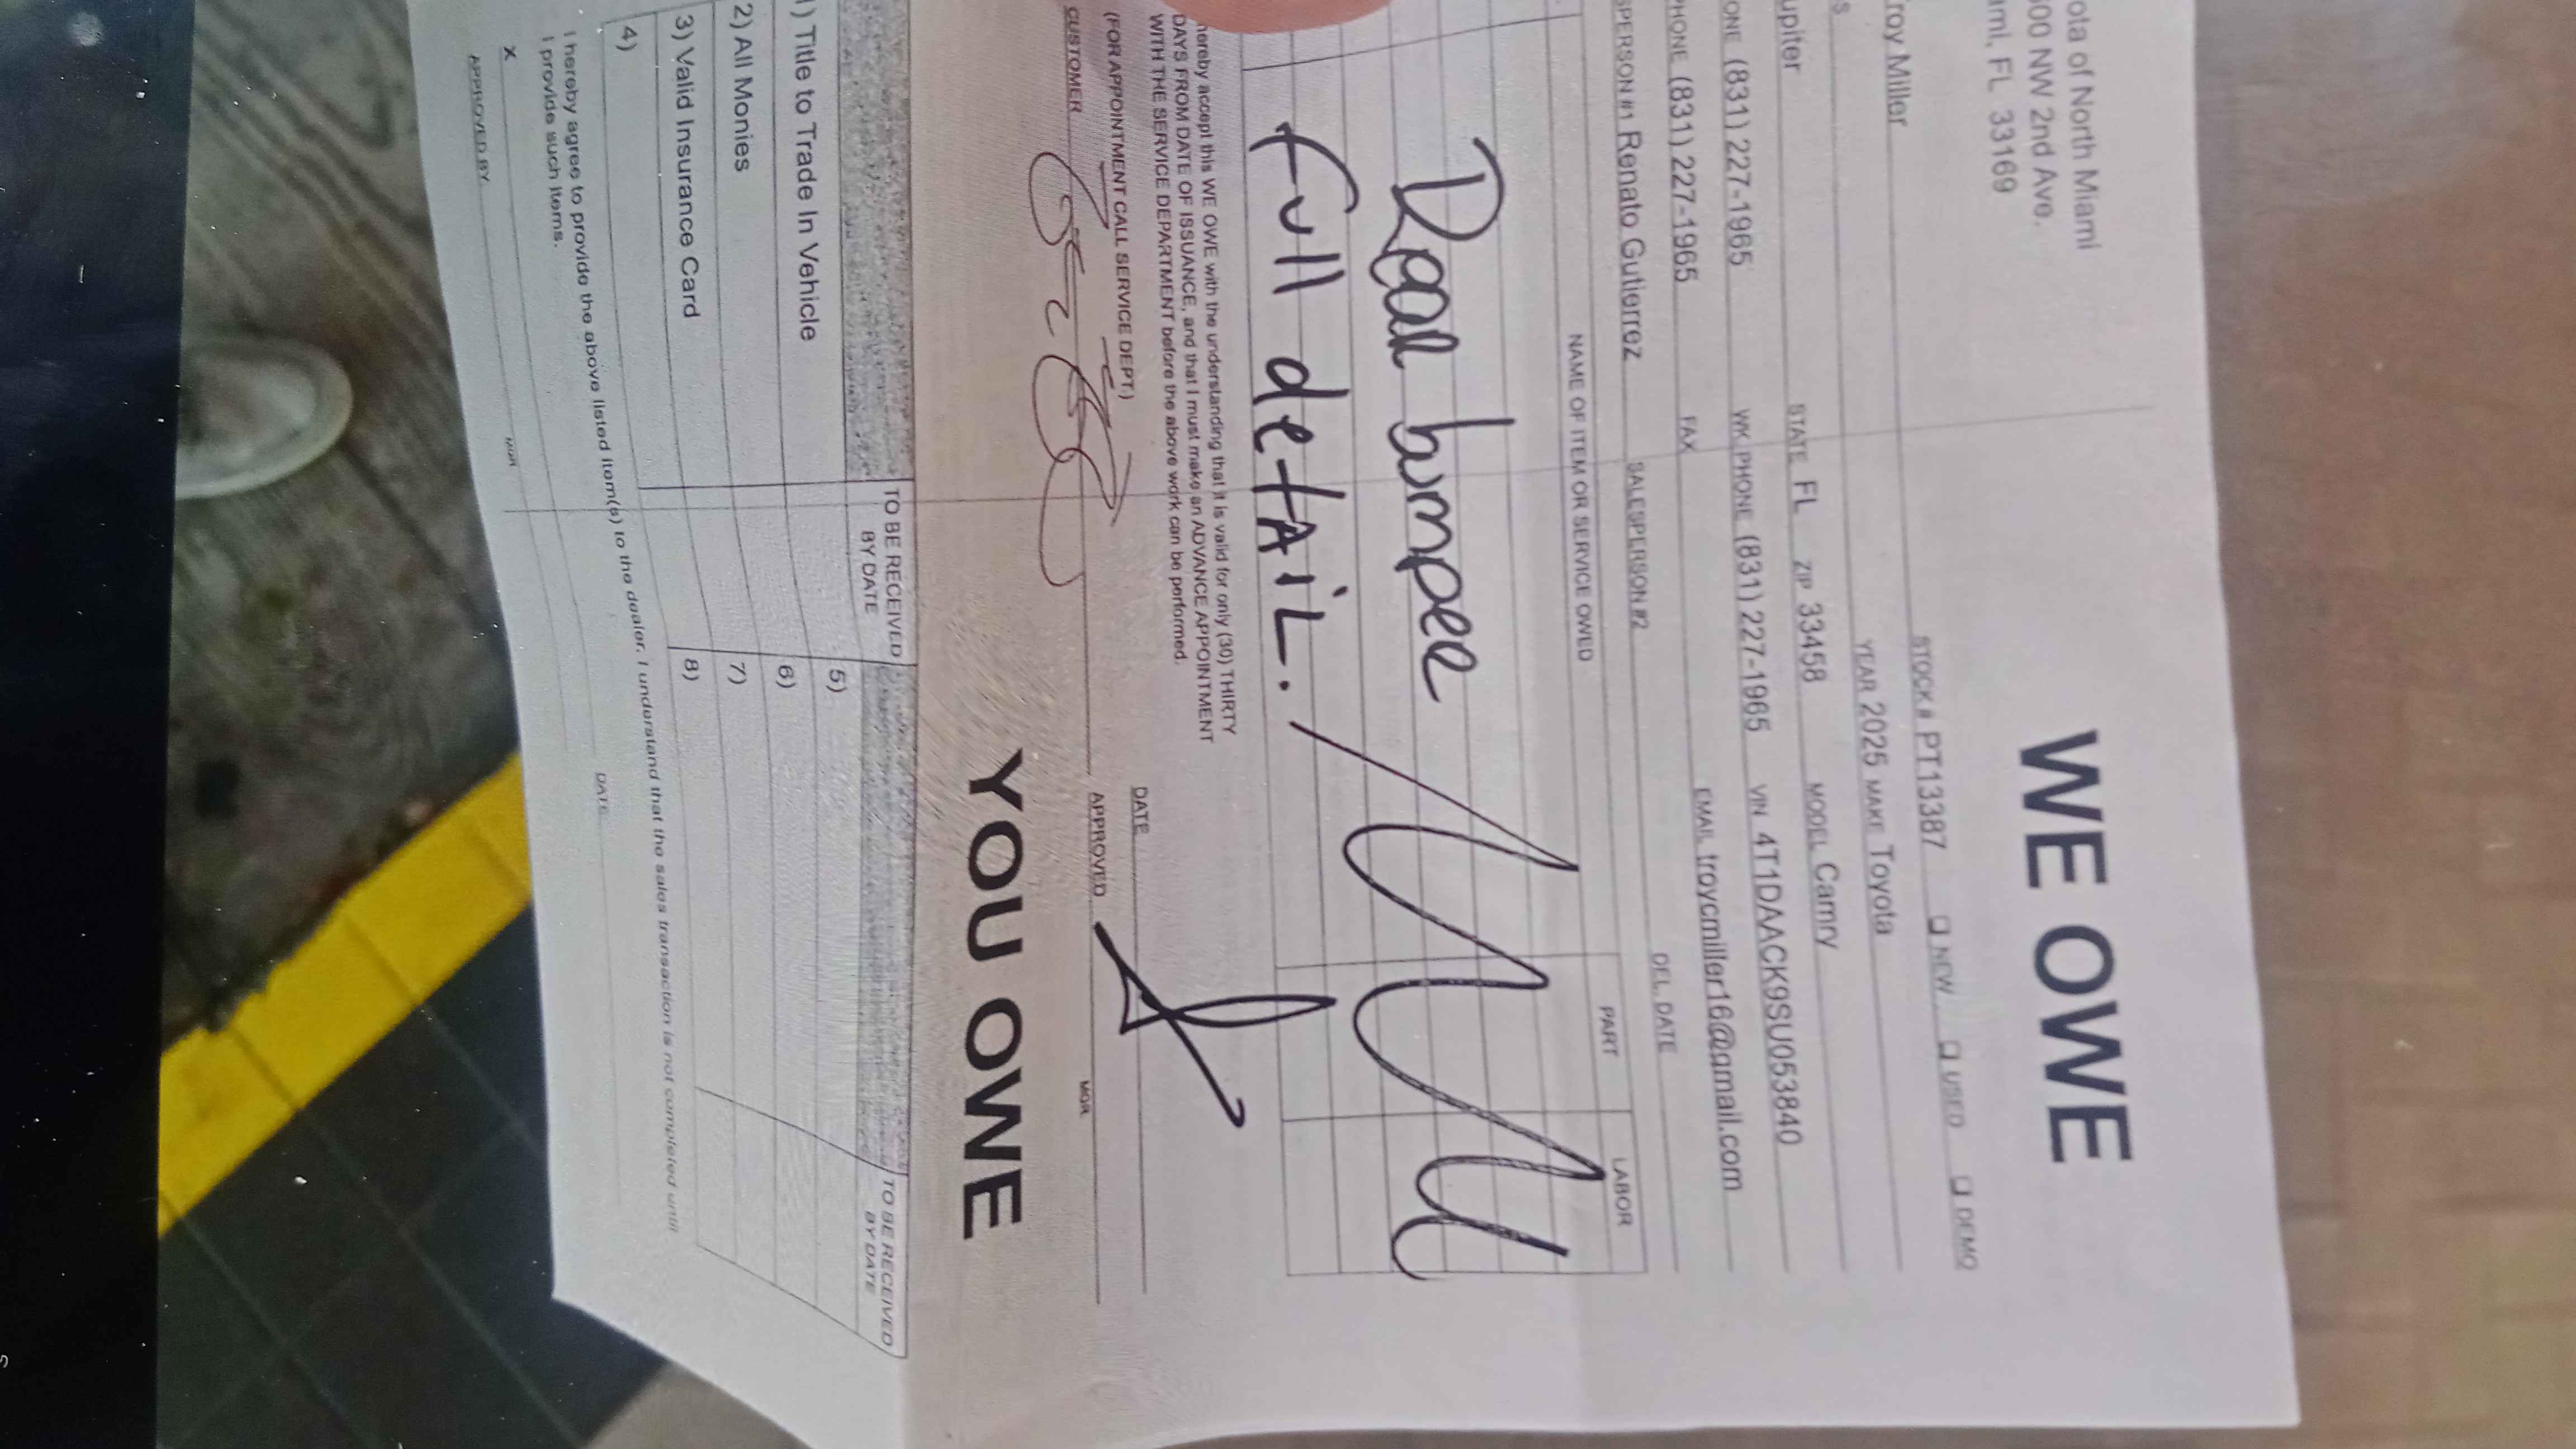 WE OWE
ota of North Miami
00 NW 2nd Ave.
ami, FL 33169
STOCK# PT13387 NEW USED DEMO
roy Miller
YEAR 2025 MAKE Toyota
S
upiter STATE FL ZIP 33458 MODEL Camry
ONE (831) 227-1965 WK PHONE (831) 227-1965 VIN 4T1DAACK9SU053840
PHONE (831) 227-1965 FAX EMAIL troycmiller16@gmail.com
SPERSON #1 Renato Gutierrez SALESPERSON #2 DEL. DATE
NAME OF ITEM OR SERVICE OWED PART LABOR
bumper
Full detAiL.
hereby accept this WE OWE with the understanding that it is valid for only (30) THIRTY
DAYS FROM DATE OF ISSUANCE, and that I must make an ADVANCE APPOINTMENT
WITH THE SERVICE DEPARTMENT before the above work can be performed.
DATE
(FOR APPOINTMENT CALL SERVICE DEPT.)
CUSTOMER APPROVED MGR
YOU OWE
TO BE RECEIVED BY DATE TO BE RECEIVED BY DATE
1) Title to Trade In Vehicle 5)
2) All Monies 6)
3) Valid Insurance Card 7)
4) 8)
I hereby agree to provide the above listed item(s) to the dealer. I understand that the sales transaction is not completed until
I provide such items.
X DATE
APPROVED BY MGR